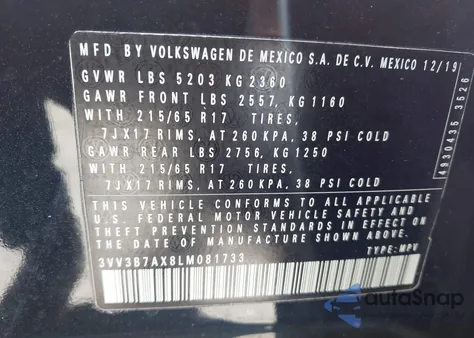 MFD BY VOLKSWAGEN DE MEXICO S.A. DE C.V. MEXICO 12/19
GVWR LBS 5203 KG 2360
GAWR FRONT LBS 2557, KG 1160
WITH 215/65 R17 TIRES,
7JX17 RIMS, AT 260 KPA, 38 PSI COLD
GAWR REAR LBS 2756, KG 1250
WITH 215/65 R17 TIRES,
7JX17 RIMS, AT 260 KPA, 38 PSI COLD
THIS VEHICLE CONFORMS TO ALL APPLICABLE
U.S. FEDERAL MOTOR VEHICLE SAFETY AND
THEFT PREVENTION STANDARDS IN EFFECT ON
THE DATE OF MANUFACTURE SHOWN ABOVE.
3VV3B7AX8LM081733
TYPE: MPV
4930435 3526
autoSnap